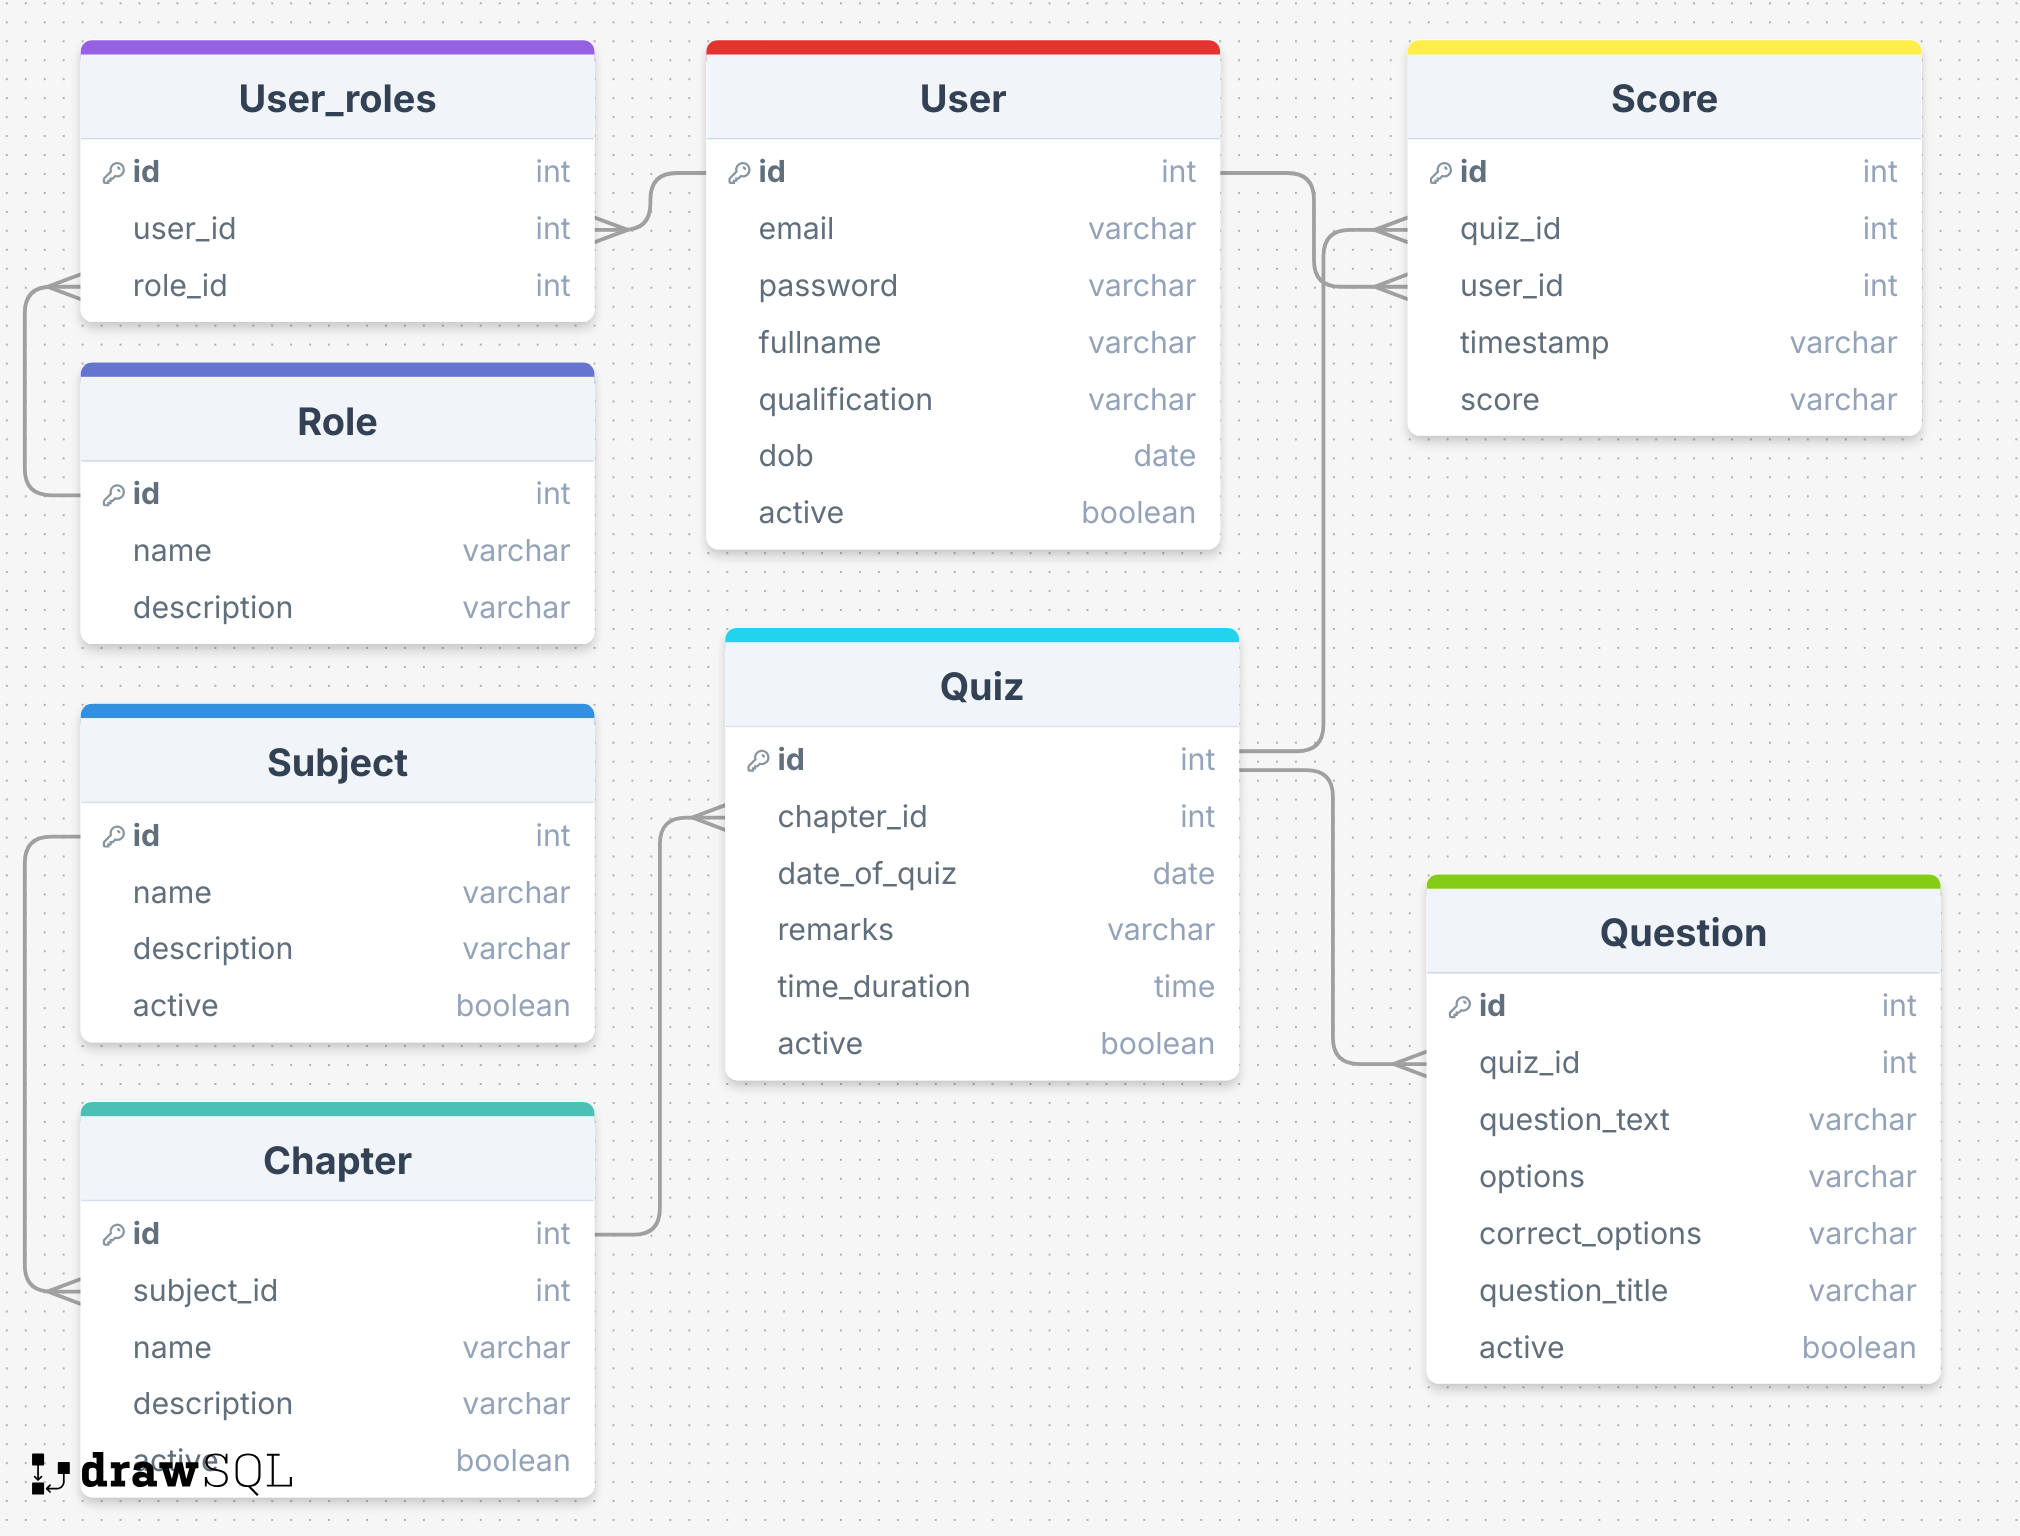 User_roles
id int
user_id int
role_id int
Role
id int
name varchar
description varchar
Subject
id int
name varchar
description varchar
active boolean
Chapter
id int
subject_id int
name varchar
description varchar
active boolean
drawSQL
User
id int
email varchar
password varchar
fullname varchar
qualification varchar
dob date
active boolean
Quiz
id int
chapter_id int
date_of_quiz date
remarks varchar
time_duration time
active boolean
Score
id int
quiz_id int
user_id int
timestamp varchar
score varchar
Question
id int
quiz_id int
question_text varchar
options varchar
correct_options varchar
question_title varchar
active boolean